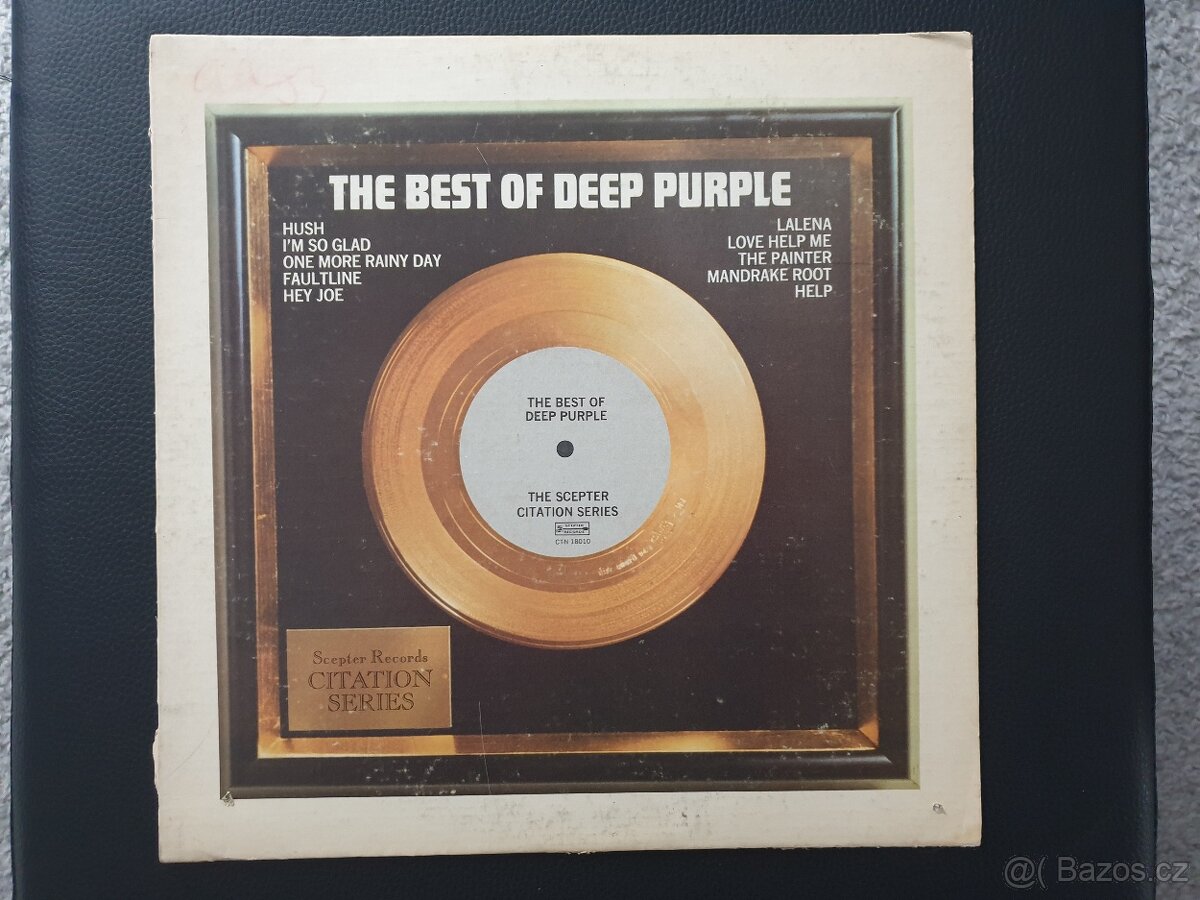 THE BEST OF DEEP PURPLE
HUSH
I'M SO GLAD
ONE MORE RAINY DAY
FAULTLINE
HEY JOE
LALENA
LOVE HELP ME
THE PAINTER
MANDRAKE ROOT
HELP
THE BEST OF
DEEP PURPLE
THE SCEPTER
CITATION SERIES
SCEPTER
RECORDS
CTN 18010
Scepter Records
CITATION
SERIES
@( Bazos.cz